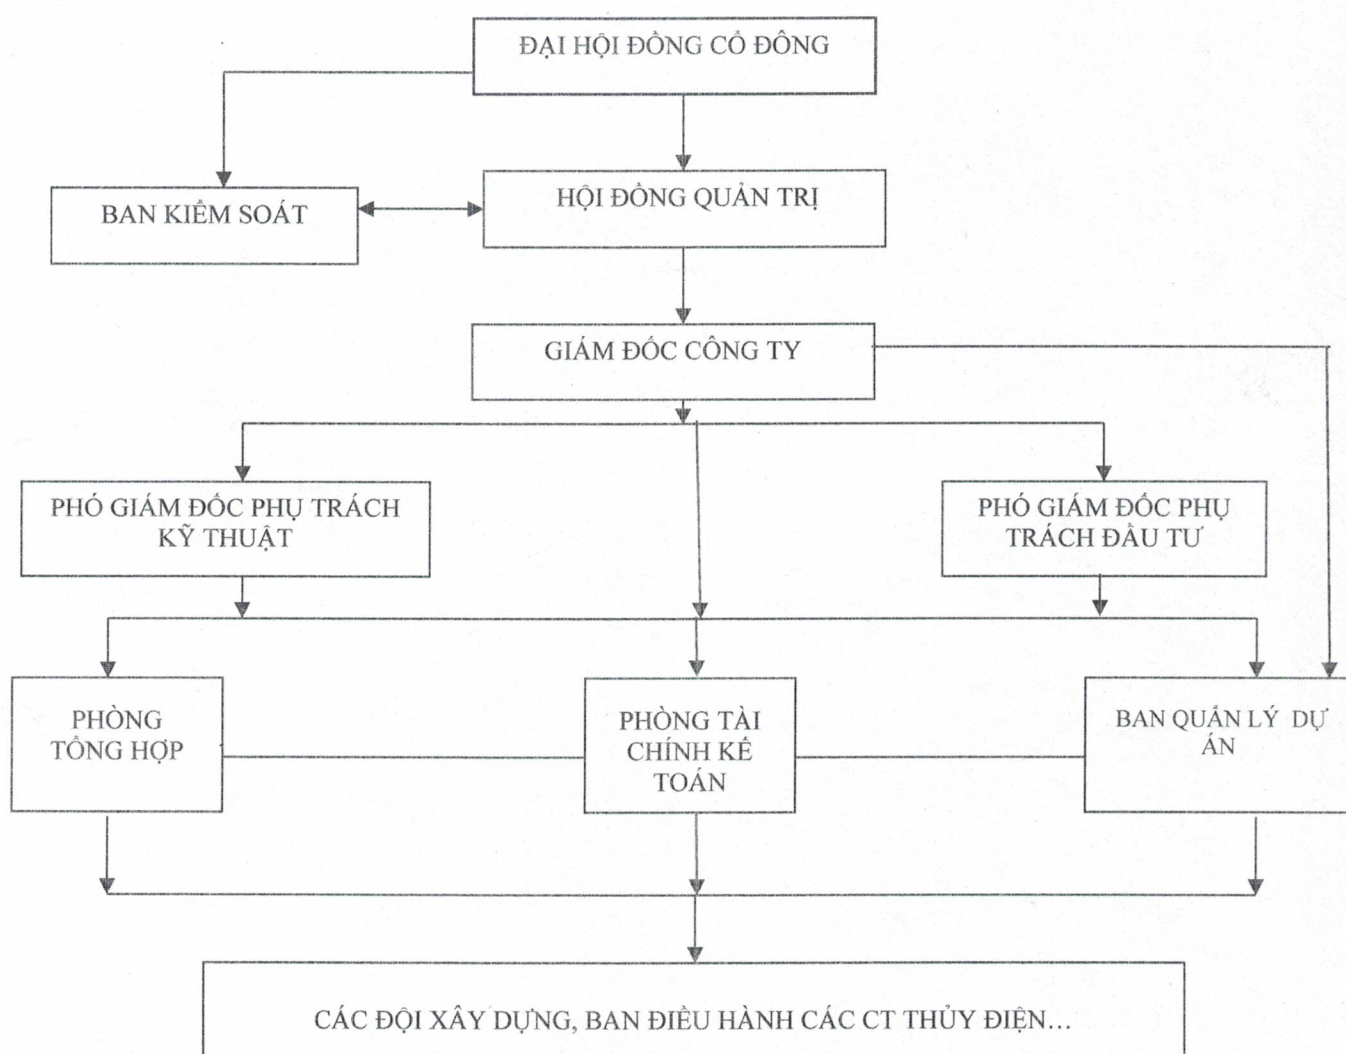 ĐẠI HỘI ĐỒNG CỔ ĐÔNG
HỘI ĐỒNG QUẢN TRỊ
BAN KIỂM SOÁT
GIÁM ĐỐC CÔNG TY
PHÓ GIÁM ĐỐC PHỤ TRÁCH
KỸ THUẬT
PHÓ GIÁM ĐỐC PHỤ
TRÁCH ĐẦU TƯ
PHÒNG
TỔNG HỢP
PHÒNG TÀI
CHÍNH KẾ
TOÁN
BAN QUẢN LÝ DỰ
ÁN
CÁC ĐỘI XÂY DỰNG, BAN ĐIỀU HÀNH CÁC CT THỦY ĐIỆN...